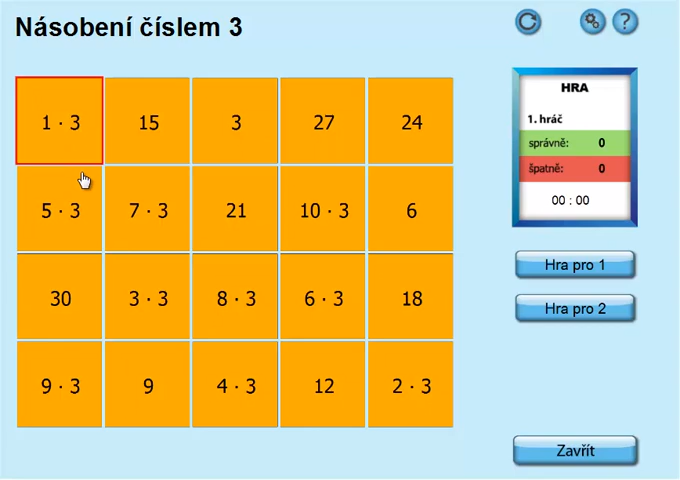 Násobení číslem 3
?
1 · 3 15 3 27 24
5 · 3 7 · 3 21 10 · 3 6
30 3 · 3 8 · 3 6 · 3 18
9 · 3 9 4 · 3 12 2 · 3
HRA
1. hráč
správně: 0
špatně: 0
00 : 00
Hra pro 1
Hra pro 2
Zavřít